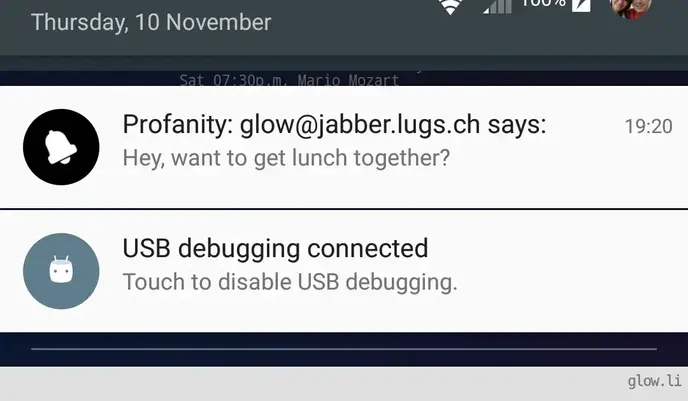 100%
Thursday, 10 November
Sat 07:30p.m. Mario Mozart
Profanity: glow@jabber.lugs.ch says:
19:20
Hey, want to get lunch together?
USB debugging connected
Touch to disable USB debugging.
glow.li